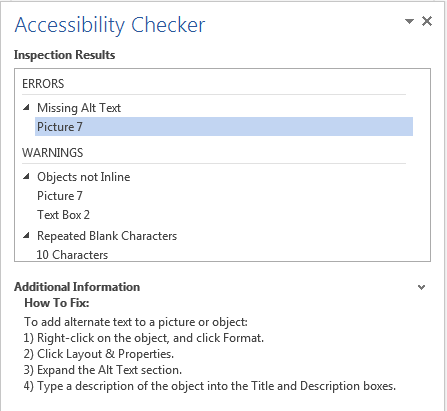 Accessibility Checker
Inspection Results
ERRORS
Missing Alt Text
Picture 7
WARNINGS
Objects not Inline
Picture 7
Text Box 2
Repeated Blank Characters
10 Characters
Additional Information
How To Fix:
To add alternate text to a picture or object:
1) Right-click on the object, and click Format.
2) Click Layout & Properties.
3) Expand the Alt Text section.
4) Type a description of the object into the Title and Description boxes.